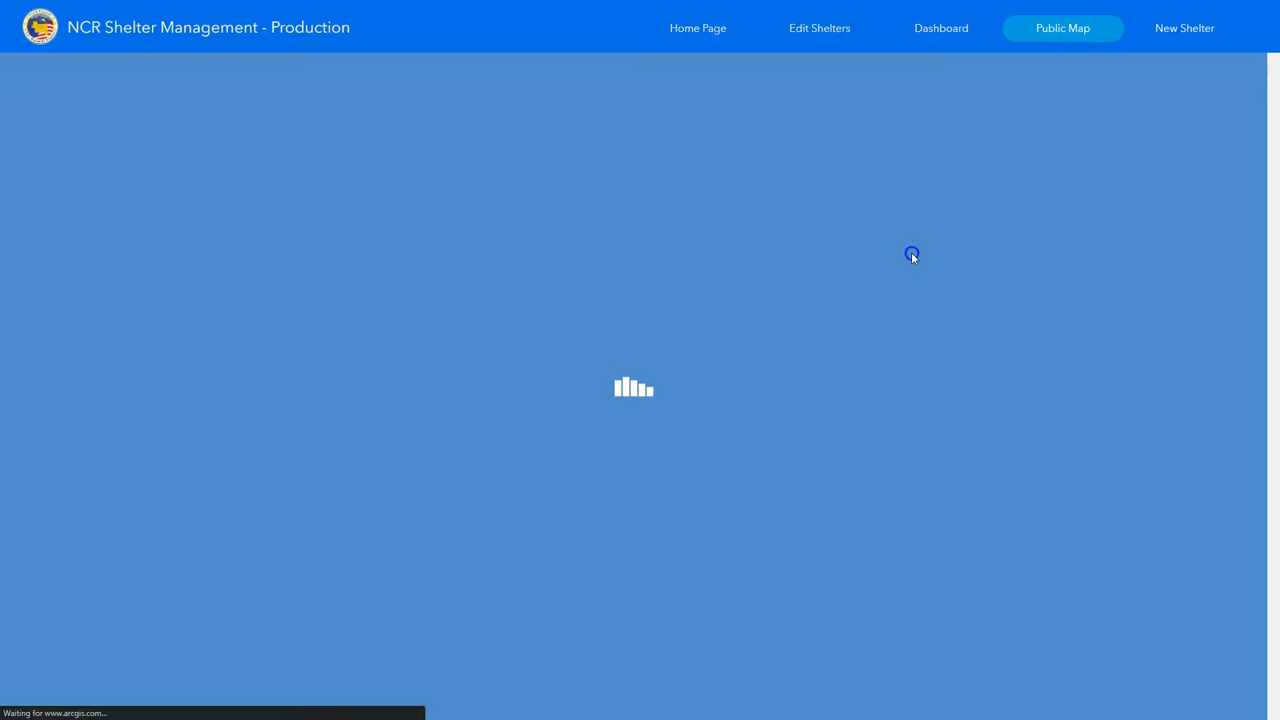 NCR Shelter Management - Production
Home Page
Edit Shelters
Dashboard
Public Map
New Shelter
Waiting for www.arcgis.com...